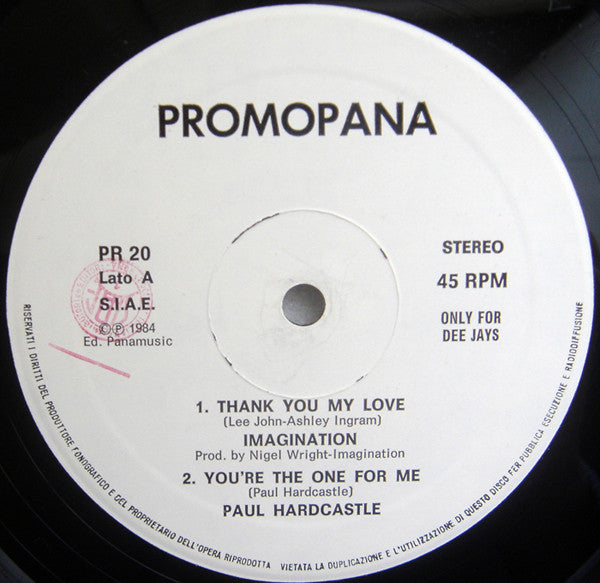 PROMOPANA
PR 20
Lato A
S.I.A.E.
© ℗ 1984
Ed. Panamusic
STEREO
45 RPM
ONLY FOR
DEE JAYS
1. THANK YOU MY LOVE
(Lee John-Ashley Ingram)
IMAGINATION
Prod. by Nigel Wright-Imagination
2. YOU'RE THE ONE FOR ME
(Paul Hardcastle)
PAUL HARDCASTLE
RISERVATI I DIRITTI DEL PRODUTTORE FONOGRAFICO E DEL PROPRIETARIO DELL'OPERA RIPRODOTTA VIETATA LA DUPLICAZIONE E L'UTILIZZAZIONE DI QUESTO DISCO PER PUBBLICA ESECUZIONE E RADIODIFFUSIONE